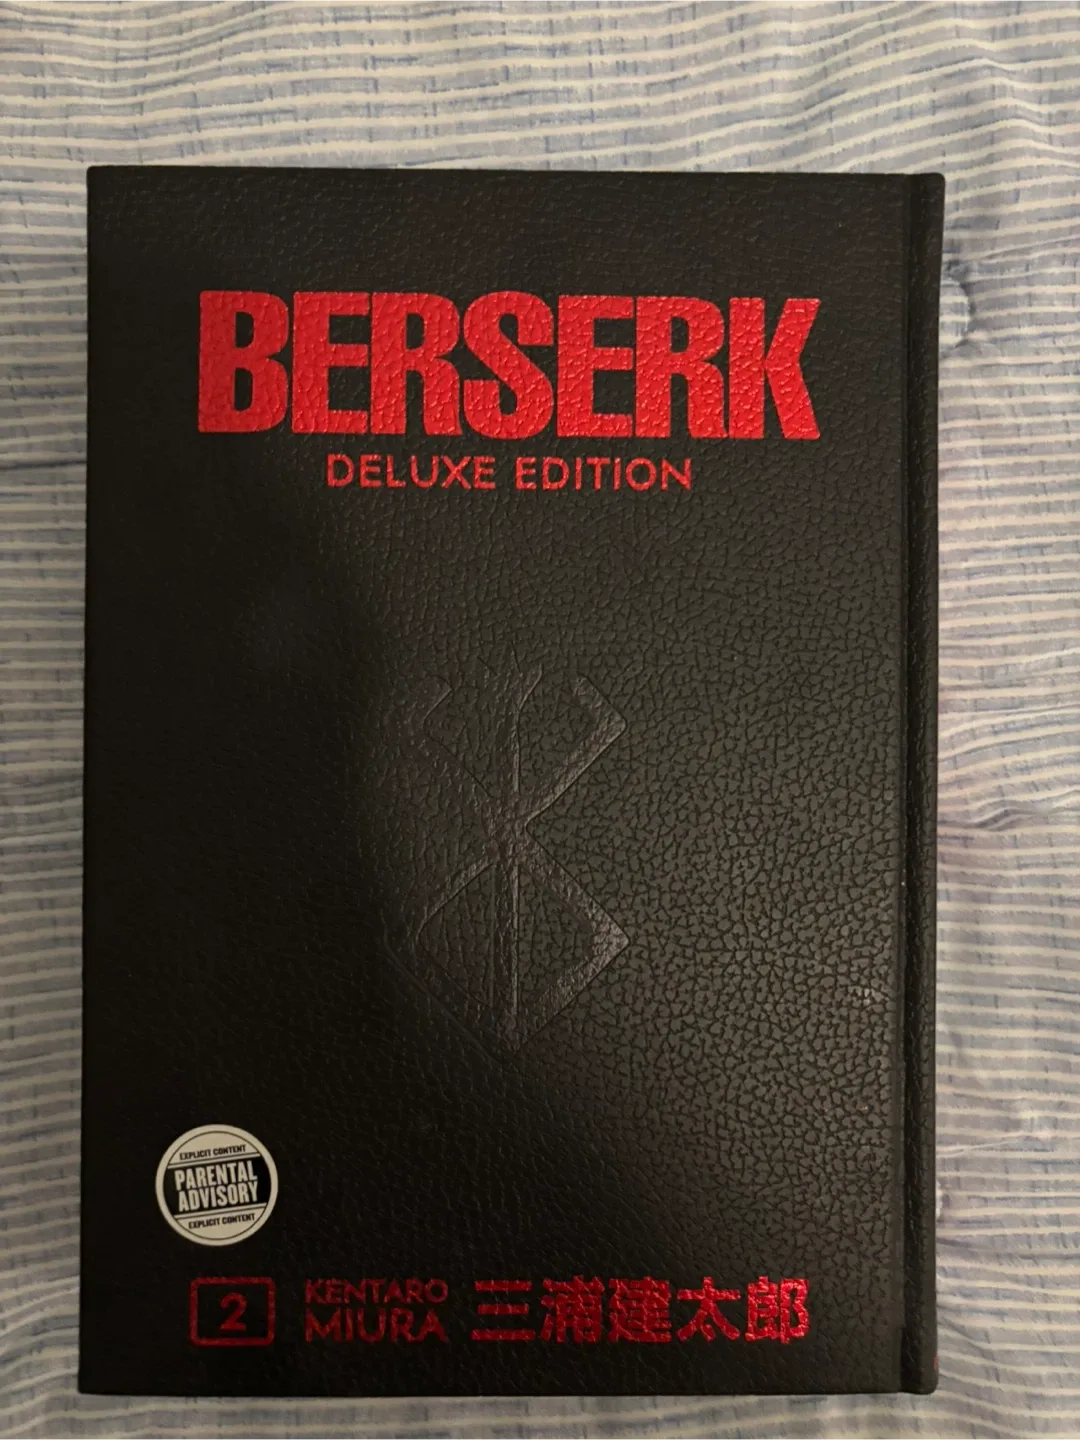 BERSERK
DELUXE EDITION
EXPLICIT CONTENT
PARENTAL
ADVISORY
EXPLICIT CONTENT
2
KENTARO
MIURA
三浦建太郎